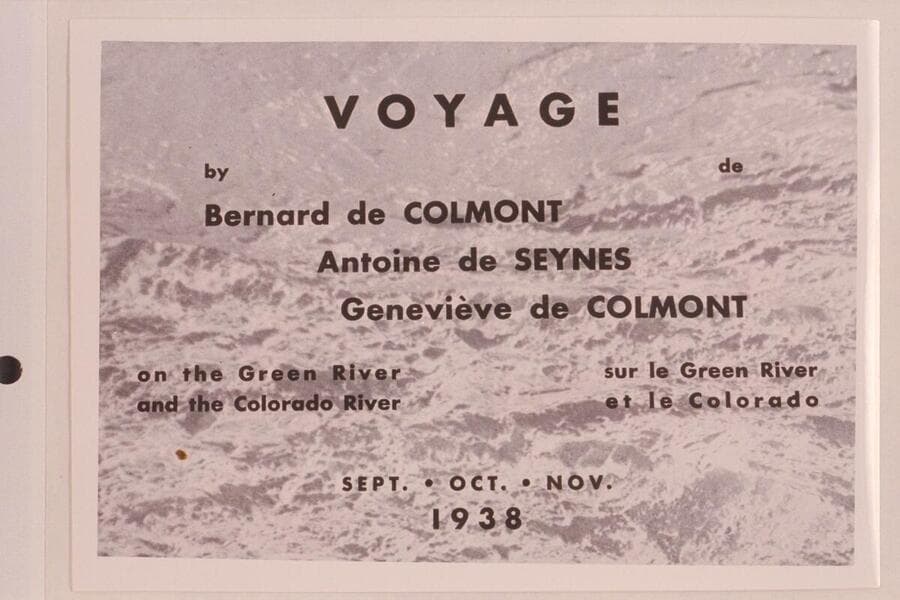 VOYAGE
by de
Bernard de COLMONT
Antoine de SEYNES
Geneviève de COLMONT
on the Green River
and the Colorado River
sur le Green River
et le Colorado
SEPT. • OCT. • NOV.
1938